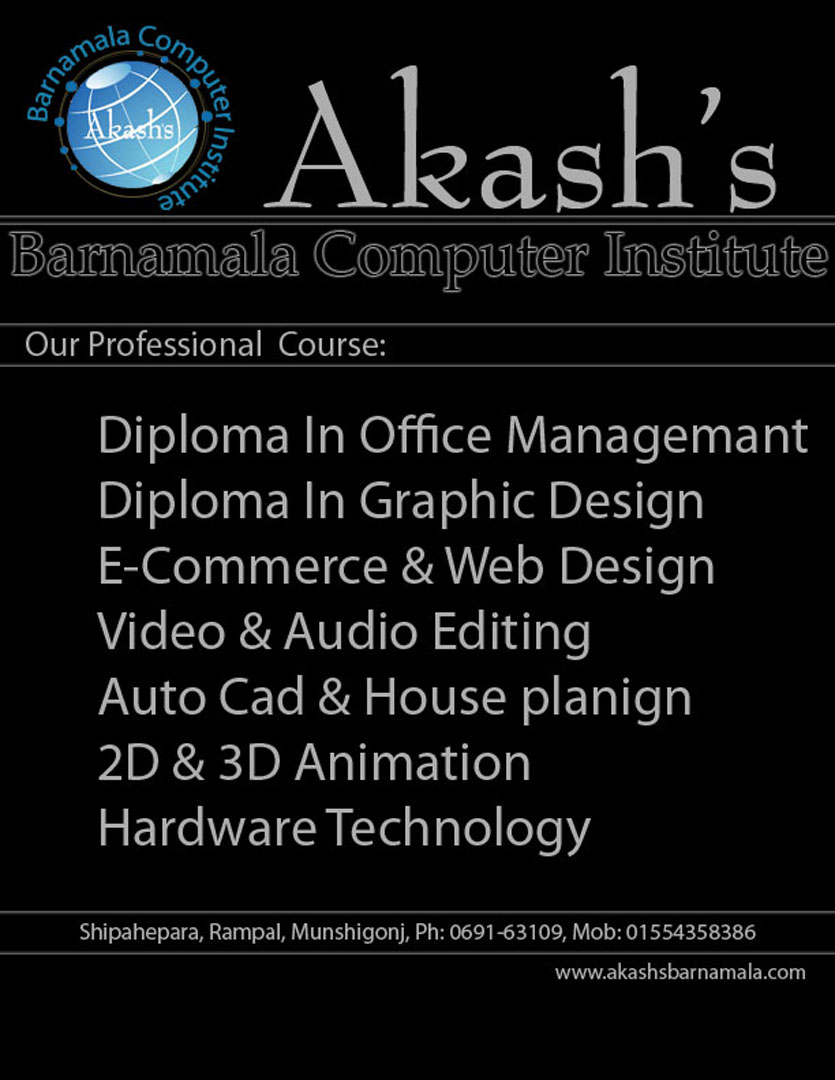 Barnamala Computer Institute
Akash's
Akash's
Barnamala Computer Institute
Our Professional Course:
Diploma In Office Managemant
Diploma In Graphic Design
E-Commerce & Web Design
Video & Audio Editing
Auto Cad & House planign
2D & 3D Animation
Hardware Technology
Shipahepara, Rampal, Munshigonj, Ph: 0691-63109, Mob: 01554358386
www.akashsbarnamala.com